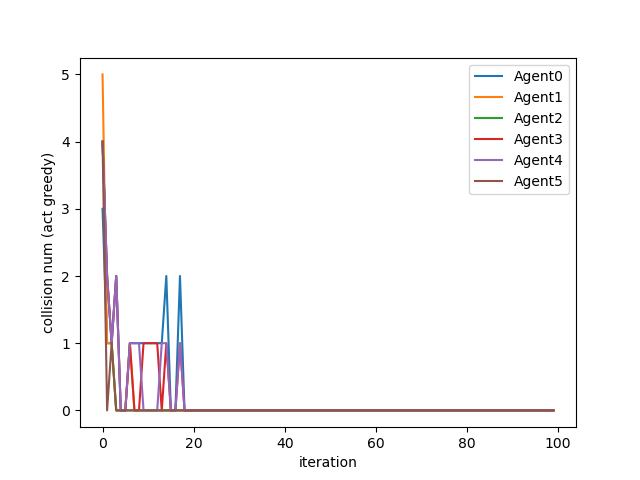 collision num (act greedy)
5
4
3
2
1
0
0 20 40 60 80 100
iteration
Agent0
Agent1
Agent2
Agent3
Agent4
Agent5